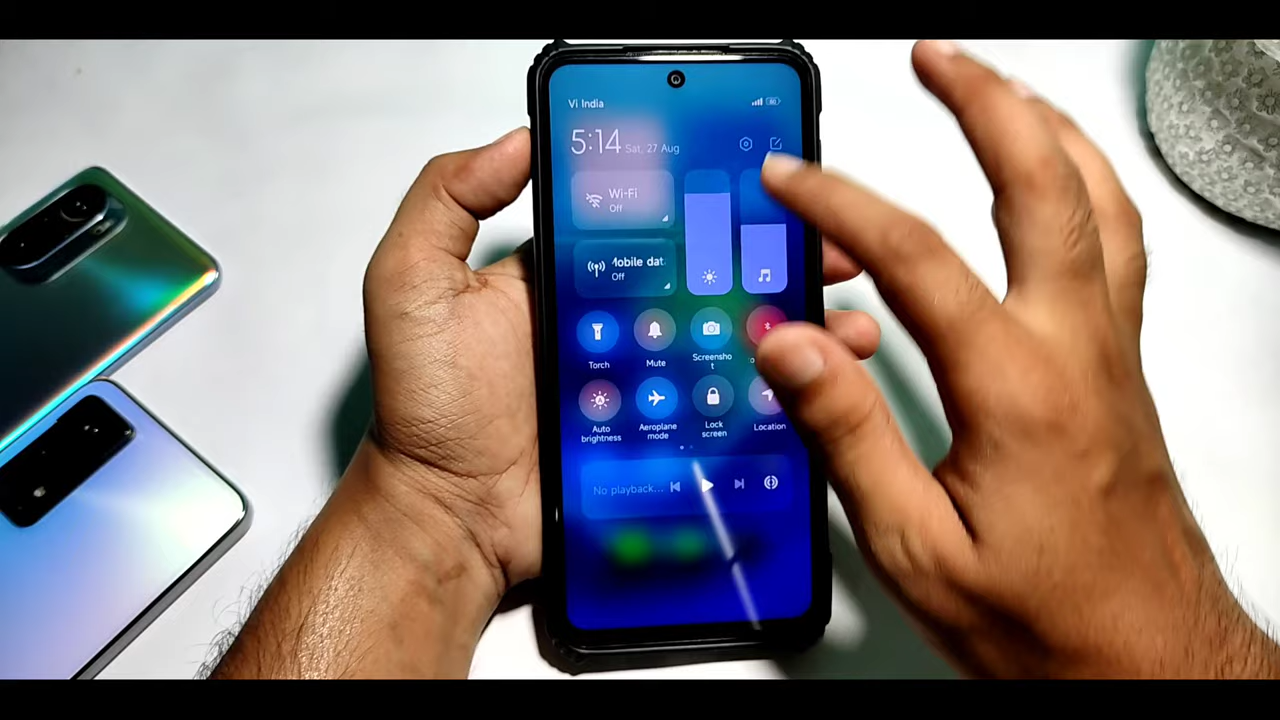 Vi India
60
5:14 Sat, 27 Aug
Wi-Fi
Off
Mobile dat
Off
Torch
Mute
Screensho
t
Auto
brightness
Aeroplane
mode
Lock
screen
Location
No playback...